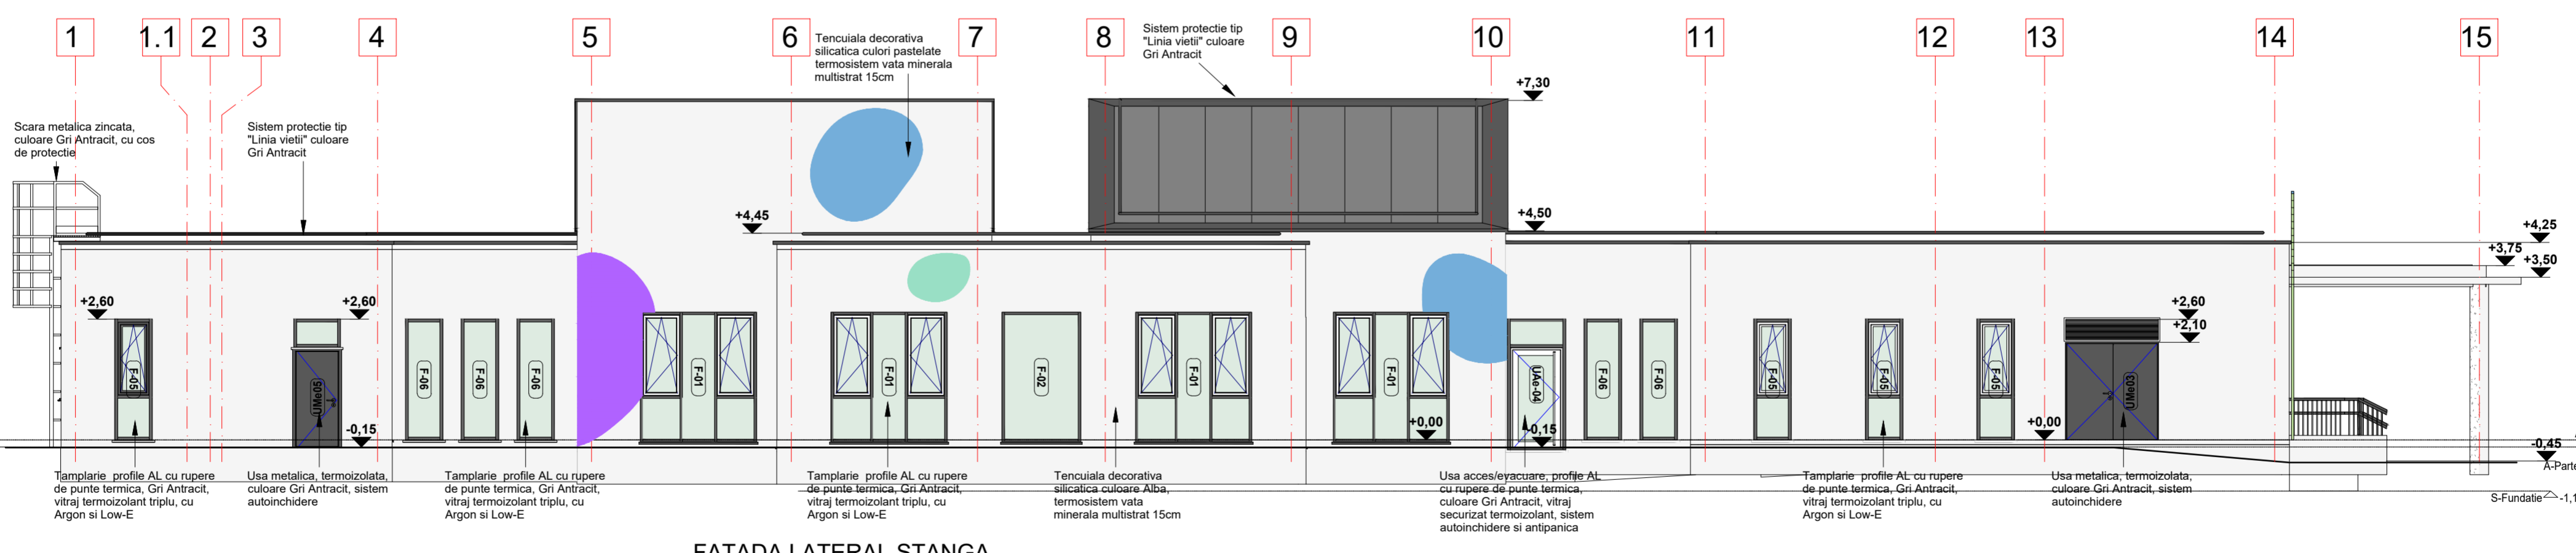 1
1.1
2
3
4
5
6
7
8
9
10
11
12
13
14
15
Tencuiala decorativa
silicatica culori pastelate
termosistem vata minerala
multistrat 15cm
Sistem protectie tip
"Linia vietii" culoare
Gri Antracit
+7,30
Scara metalica zincata,
culoare Gri Antracit, cu cos
de protectie
Sistem protectie tip
"Linia vietii" culoare
Gri Antracit
+4,45
+4,50
+4,25
+3,75
+3,50
+2,60
+2,60
+2,60
+2,10
F-05
UMe05
F-06
F-06
F-06
F-01
F-01
F-02
F-01
F-01
UAe-04
F-06
F-06
F-05
F-05
F-05
UMe03
-0,15
+0,00
-0,15
+0,00
-0,45
Tamplarie profile AL cu rupere
de punte termica, Gri Antracit,
vitraj termoizolant triplu, cu
Argon si Low-E
Usa metalica, termoizolata,
culoare Gri Antracit, sistem
autoinchidere
Tamplarie profile AL cu rupere
de punte termica, Gri Antracit,
vitraj termoizolant triplu, cu
Argon si Low-E
Tamplarie profile AL cu rupere
de punte termica, Gri Antracit,
vitraj termoizolant triplu, cu
Argon si Low-E
Tencuiala decorativa
silicatica culoare Alba,
termosistem vata
minerala multistrat 15cm
Usa acces/evacuare, profile AL
cu rupere de punte termica,
culoare Gri Antracit, vitraj
securizat termoizolant, sistem
autoinchidere si antipanica
Tamplarie profile AL cu rupere
de punte termica, Gri Antracit,
vitraj termoizolant triplu, cu
Argon si Low-E
Usa metalica, termoizolata,
culoare Gri Antracit, sistem
autoinchidere
A-Parte
S-Fundatie -1,1
FATADA LATERAL STANGA